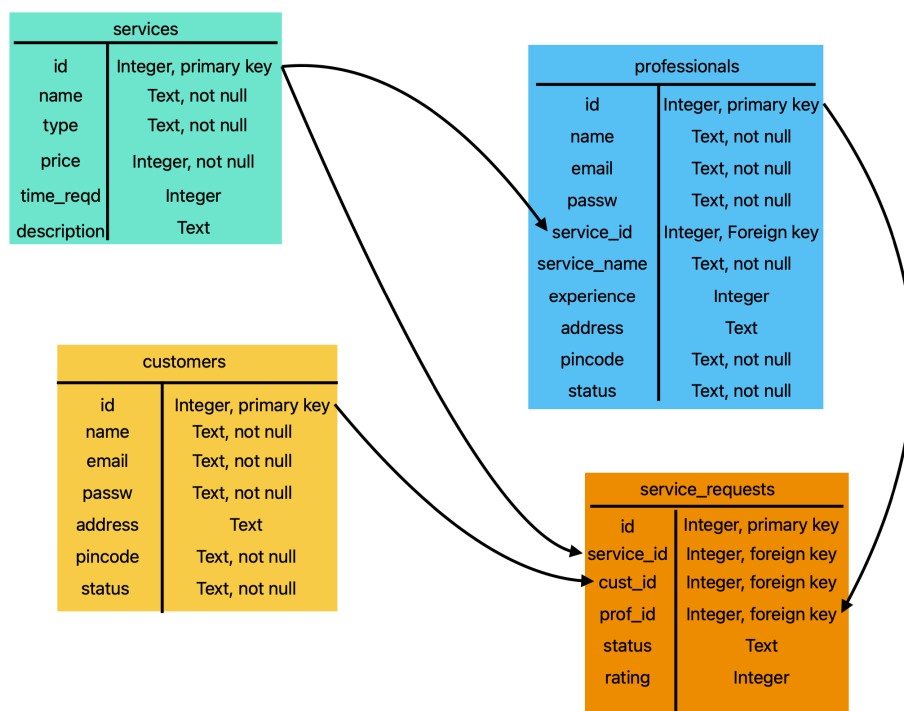 services
id Integer, primary key
name Text, not null
type Text, not null
price Integer, not null
time_reqd Integer
description Text
professionals
id Integer, primary key
name Text, not null
email Text, not null
passw Text, not null
service_id Integer, Foreign key
service_name Text, not null
experience Integer
address Text
pincode Text, not null
status Text, not null
customers
id Integer, primary key
name Text, not null
email Text, not null
passw Text, not null
address Text
pincode Text, not null
status Text, not null
service_requests
id Integer, primary key
service_id Integer, foreign key
cust_id Integer, foreign key
prof_id Integer, foreign key
status Text
rating Integer